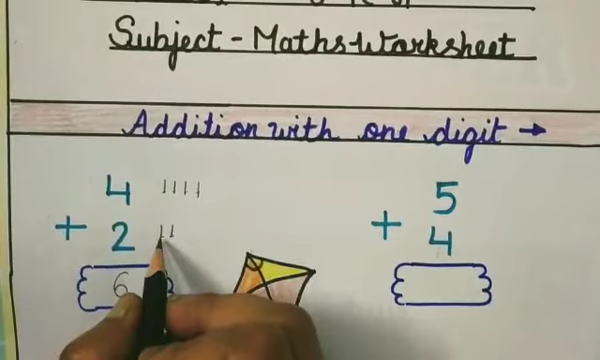 Subject - Maths Worksheet
Addition with one digit →
4 5
+ 2 + 4
6